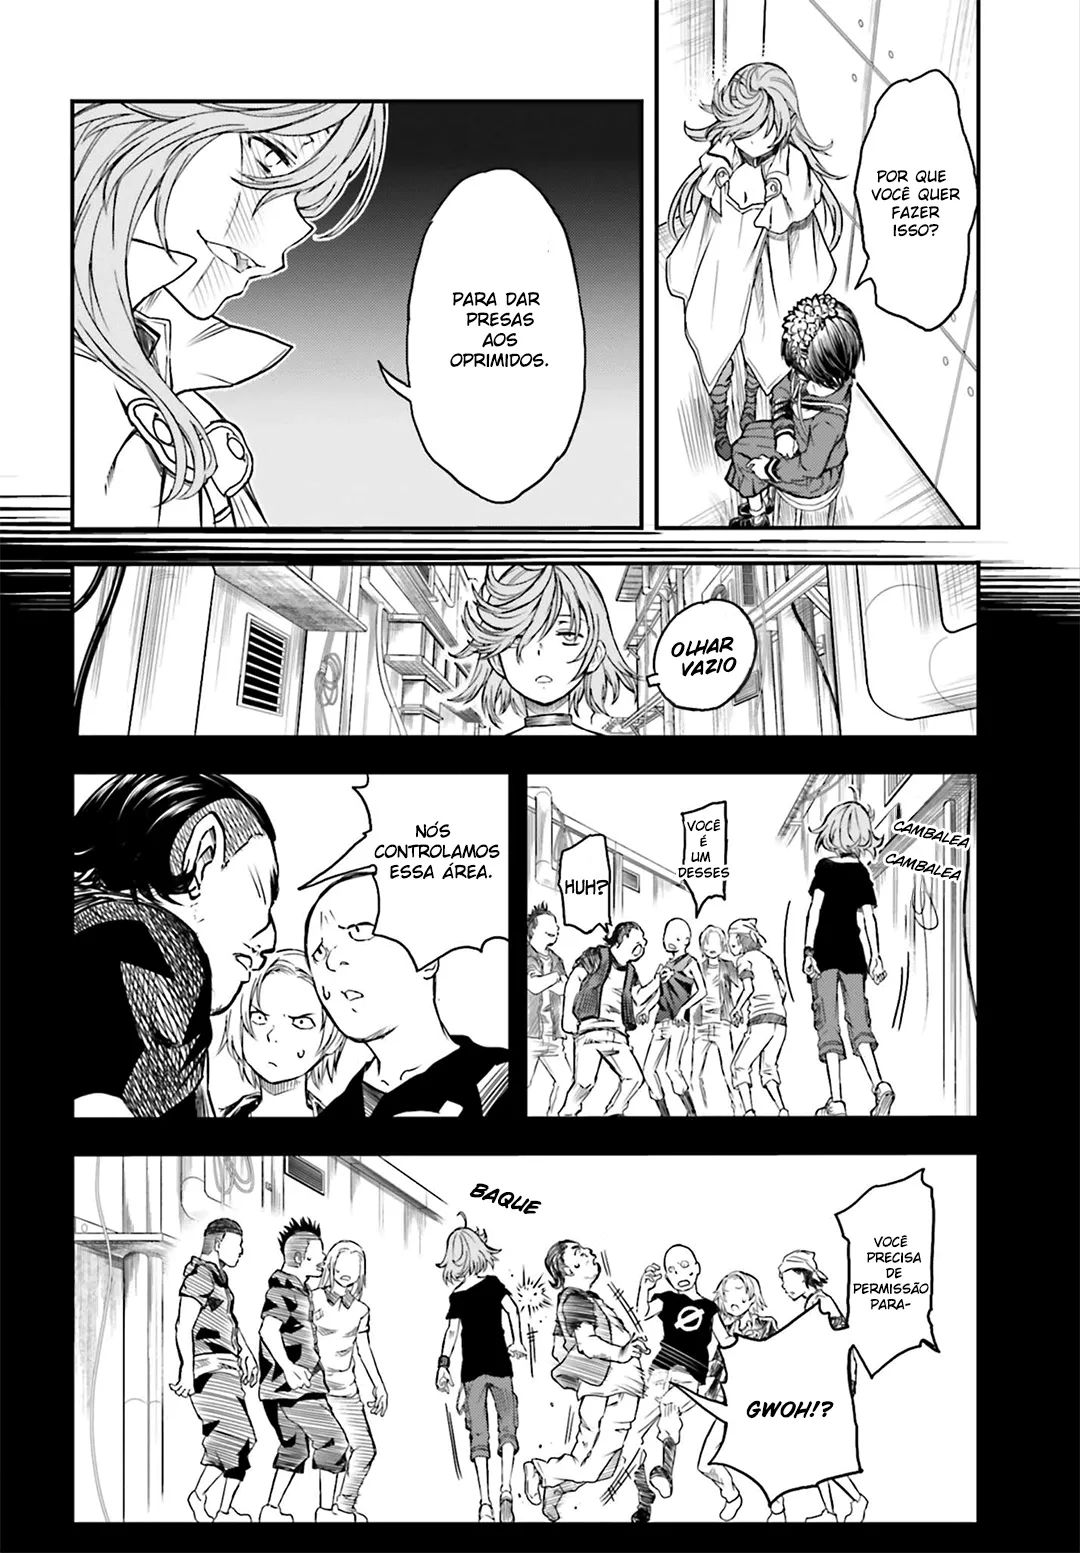 POR QUE
VOCÊ QUER
FAZER
ISSO?
PARA DAR
PRESAS
AOS
OPRIMIDOS.
OLHAR
VAZIO
CAMBALEA
CAMBALEA
VOCÊ
É
UM
DESSES
HUH?
NÓS
CONTROLAMOS
ESSA ÁREA.
VOCÊ
PRECISA
DE
PERMISSÃO
PARA-
BAQUE
GWOH!?